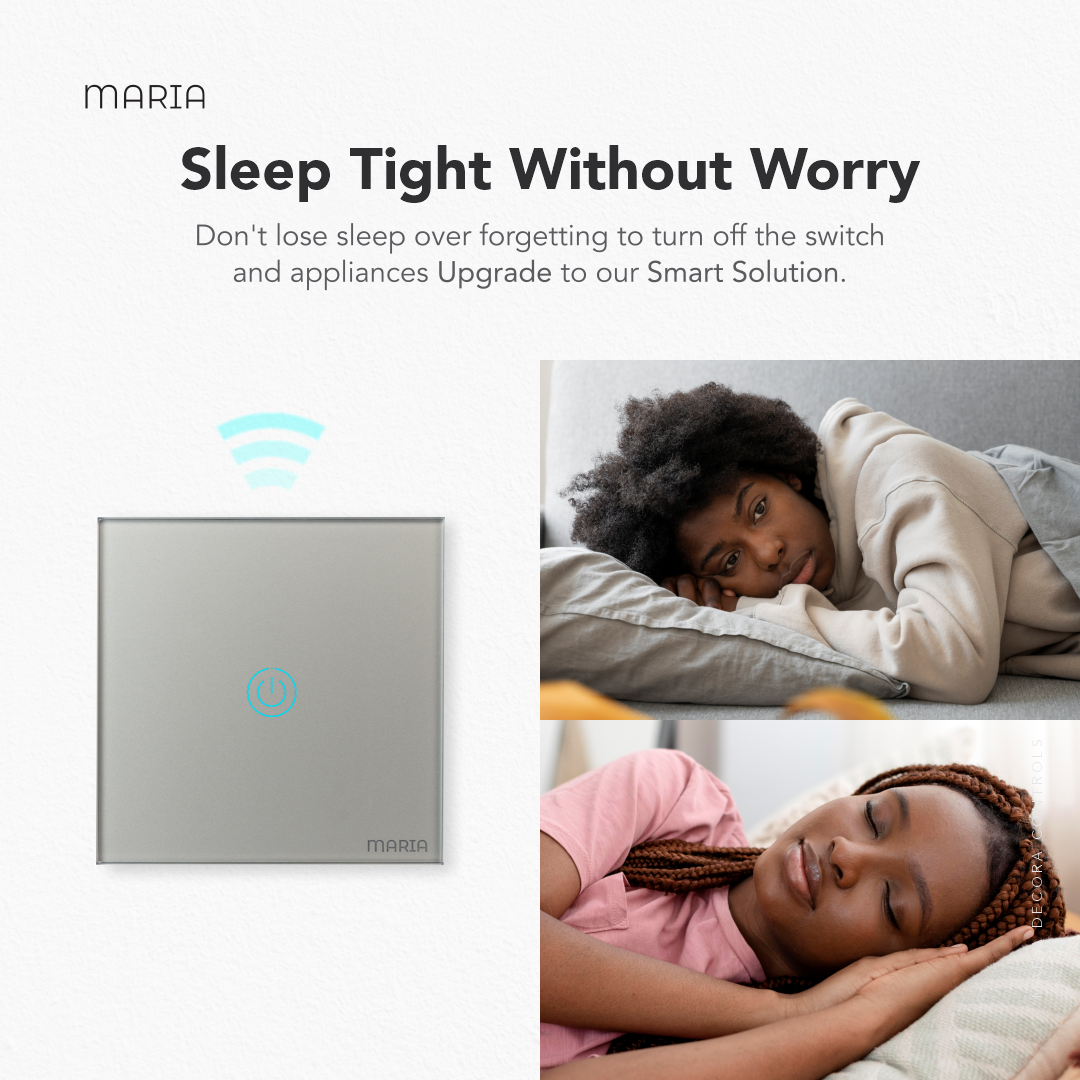 MARIA
Sleep Tight Without Worry
Don't lose sleep over forgetting to turn off the switch
and appliances Upgrade to our Smart Solution.
MARIA
DECORA CONTROLS